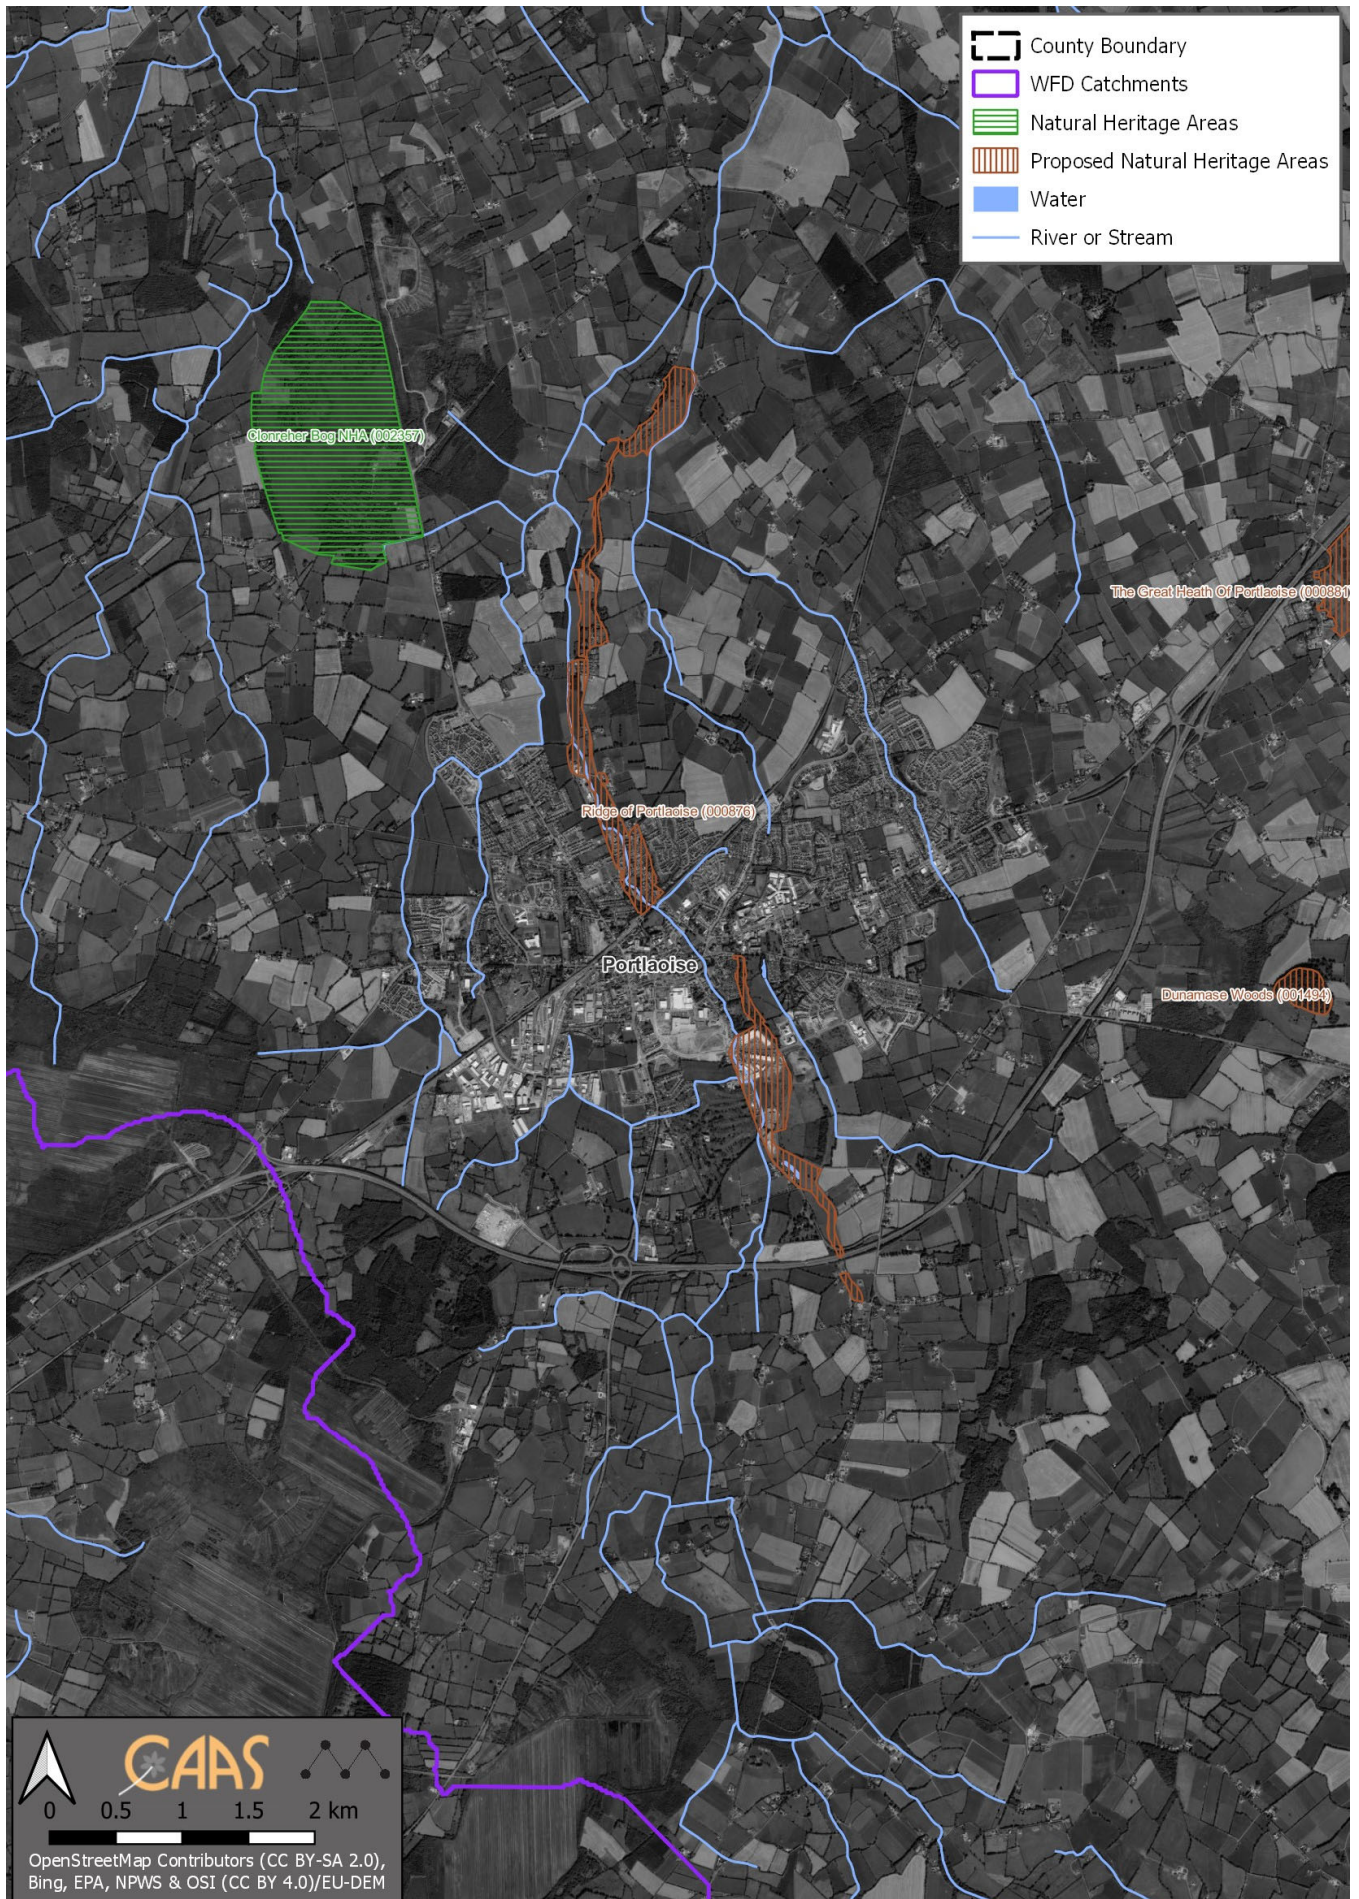 County Boundary
WFD Catchments
Natural Heritage Areas
Proposed Natural Heritage Areas
Water
River or Stream
Clonreher Bog NHA (002357)
The Great Heath Of Portlaoise (000881)
Ridge of Portlaoise (000876)
Portlaoise
Dunamase Woods (001494)
CAAS
0 0.5 1 1.5 2 km
OpenStreetMap Contributors (CC BY-SA 2.0),
Bing, EPA, NPWS & OSI (CC BY 4.0)/EU-DEM